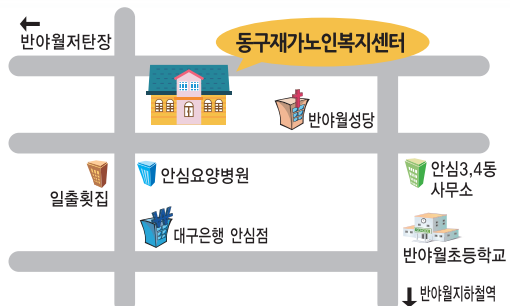 반야월저탄장
동구재가노인복지센터
반야월성당
일출횟집
안심요양병원
안심3,4동
사무소
대구은행 안심점
반야월초등학교
반야월지하철역